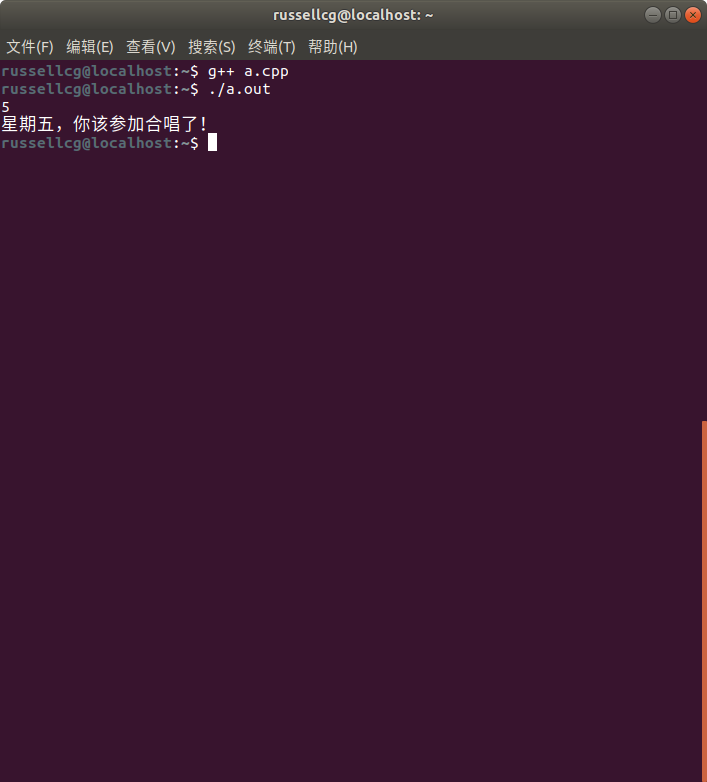 russellcg@localhost: ~
文件(F) 编辑(E) 查看(V) 搜索(S) 终端(T) 帮助(H)
russellcg@localhost:~$ g++ a.cpp
russellcg@localhost:~$ ./a.out
5
星期五，你该参加合唱了！
russellcg@localhost:~$